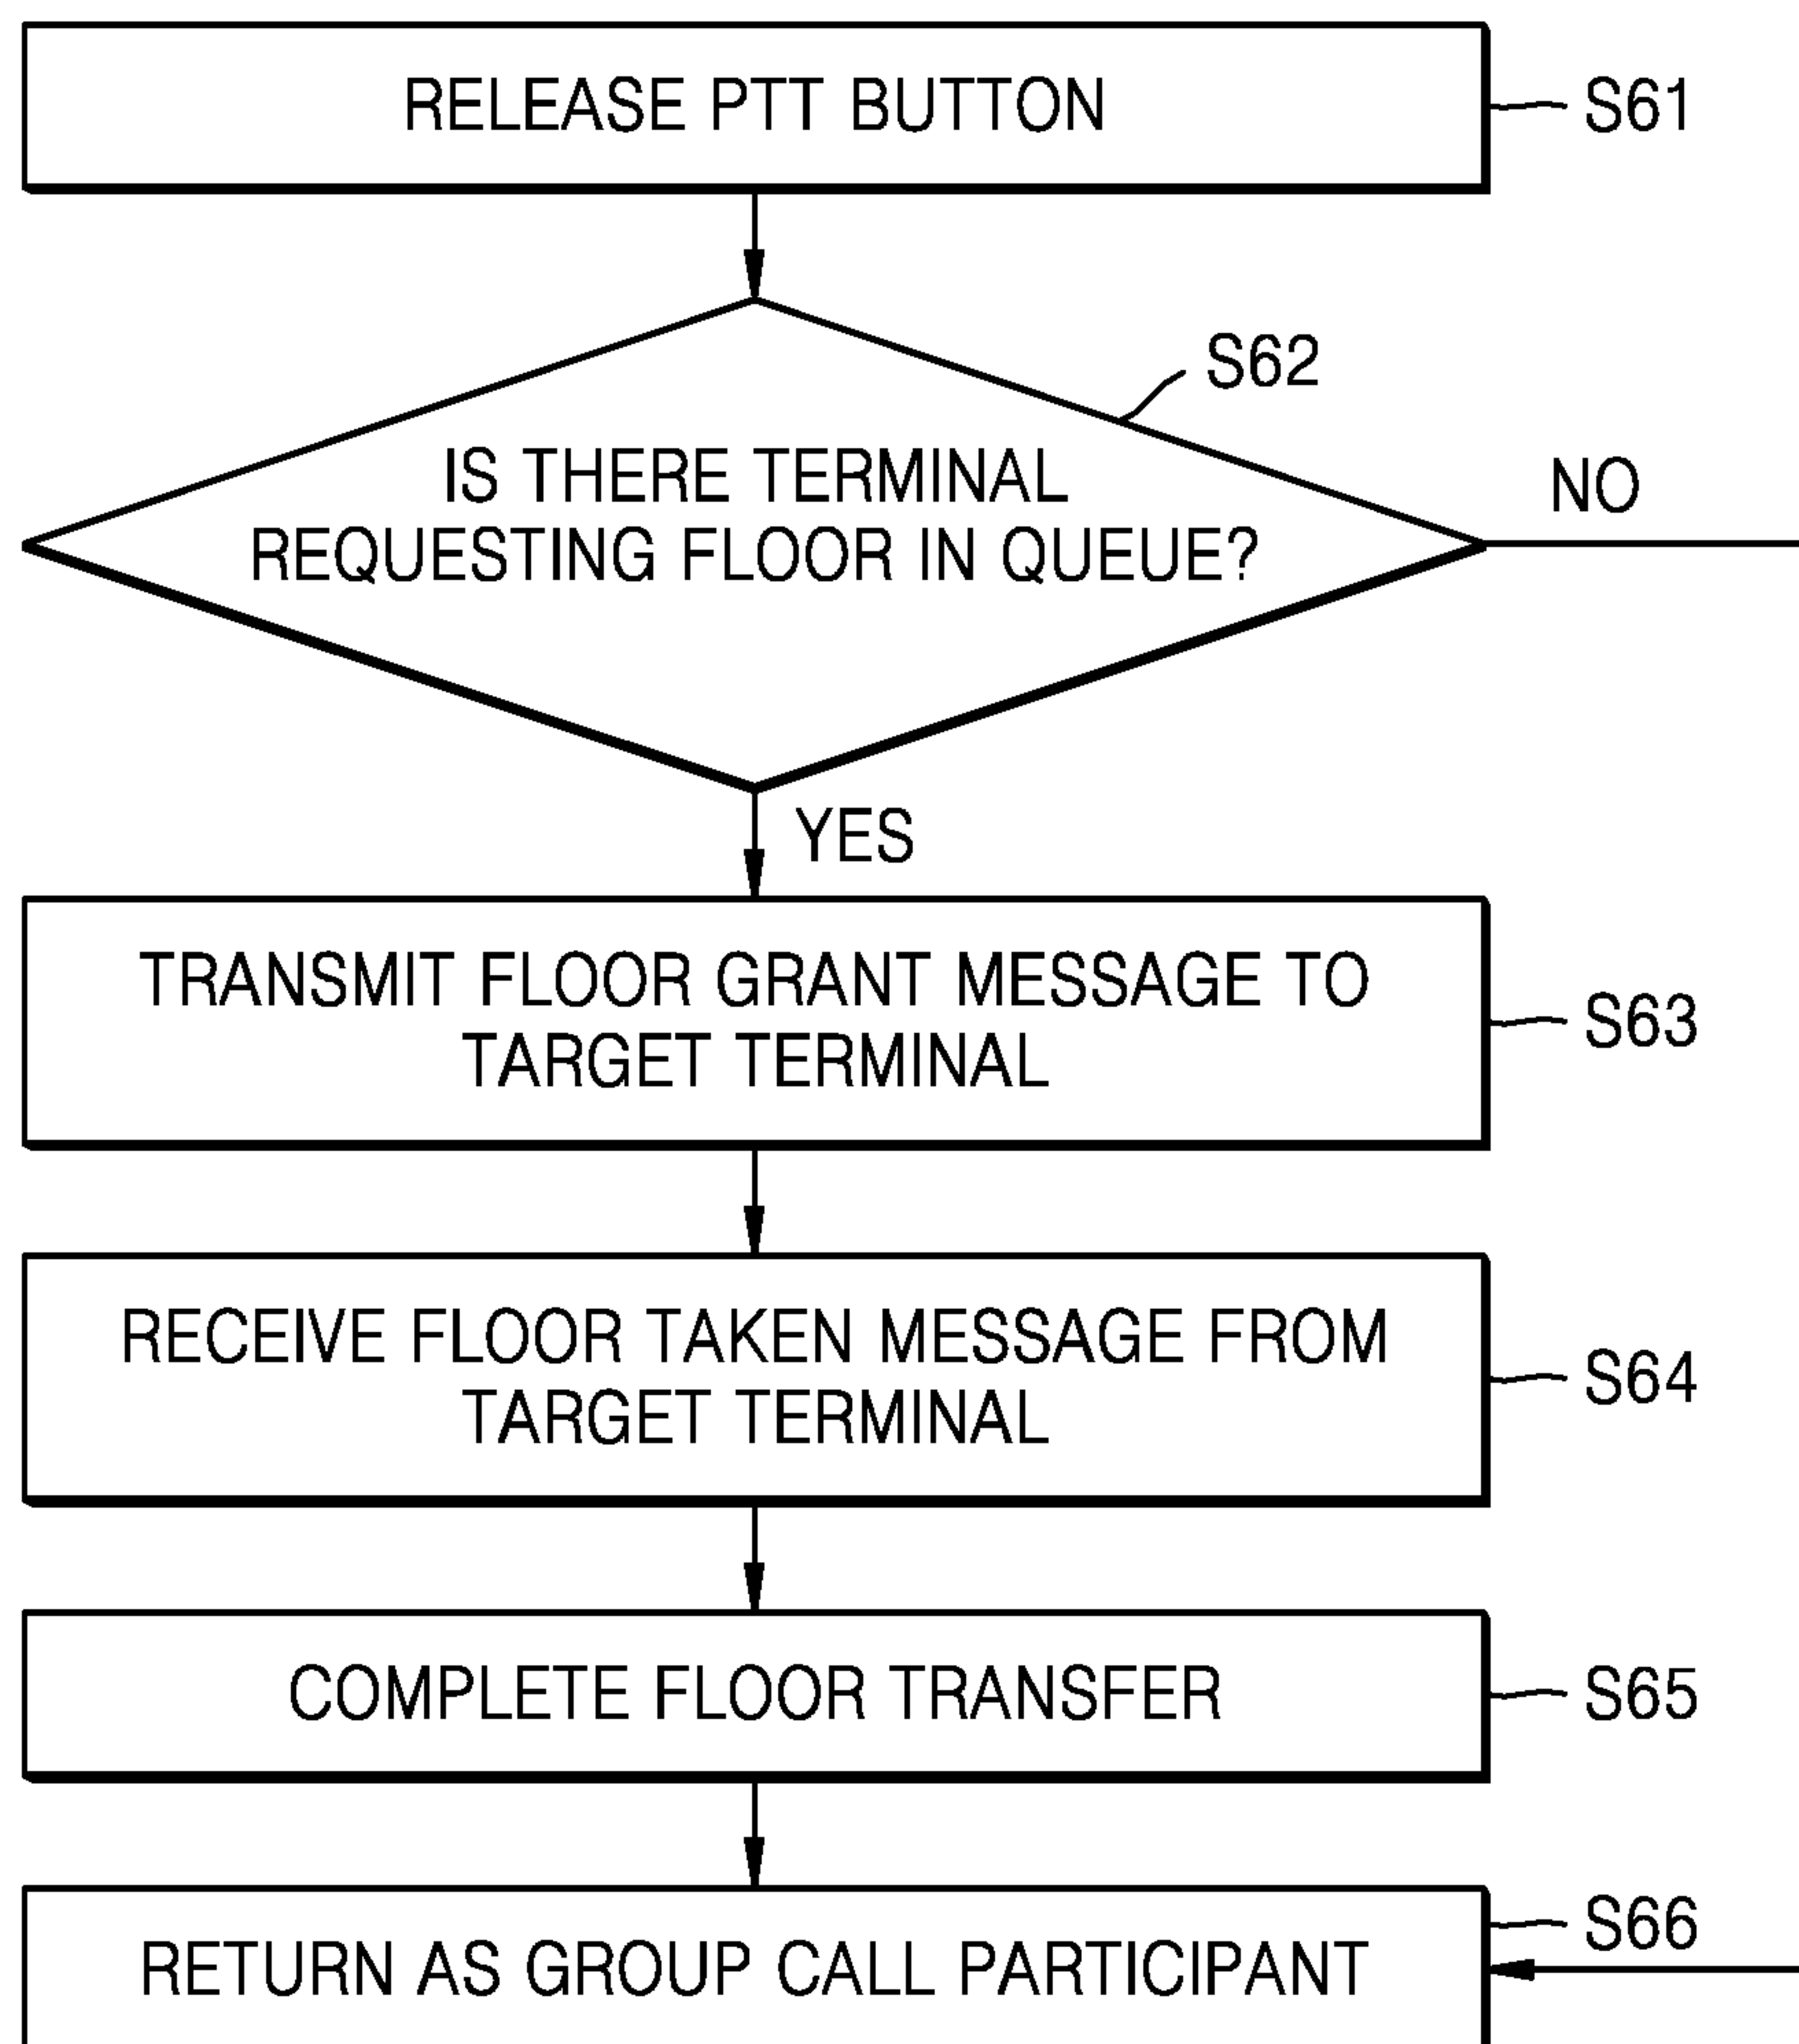 RELEASE PTT BUTTON
S61
S62
IS THERE TERMINAL
REQUESTING FLOOR IN QUEUE?
NO
YES
TRANSMIT FLOOR GRANT MESSAGE TO
TARGET TERMINAL
S63
RECEIVE FLOOR TAKEN MESSAGE FROM
TARGET TERMINAL
S64
COMPLETE FLOOR TRANSFER
S65
S66
RETURN AS GROUP CALL PARTICIPANT